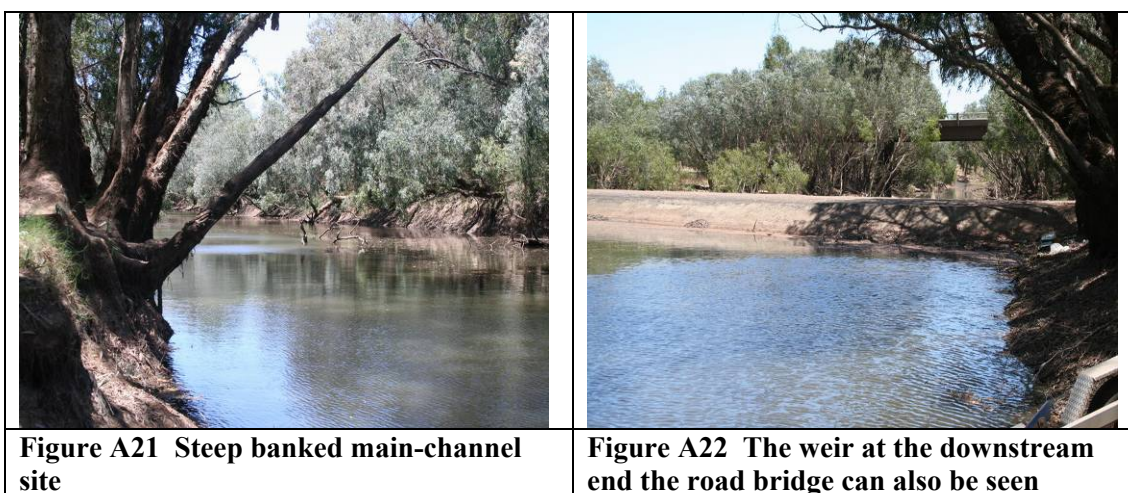 Figure A21 Steep banked main-channel
site
Figure A22 The weir at the downstream
end the road bridge can also be seen